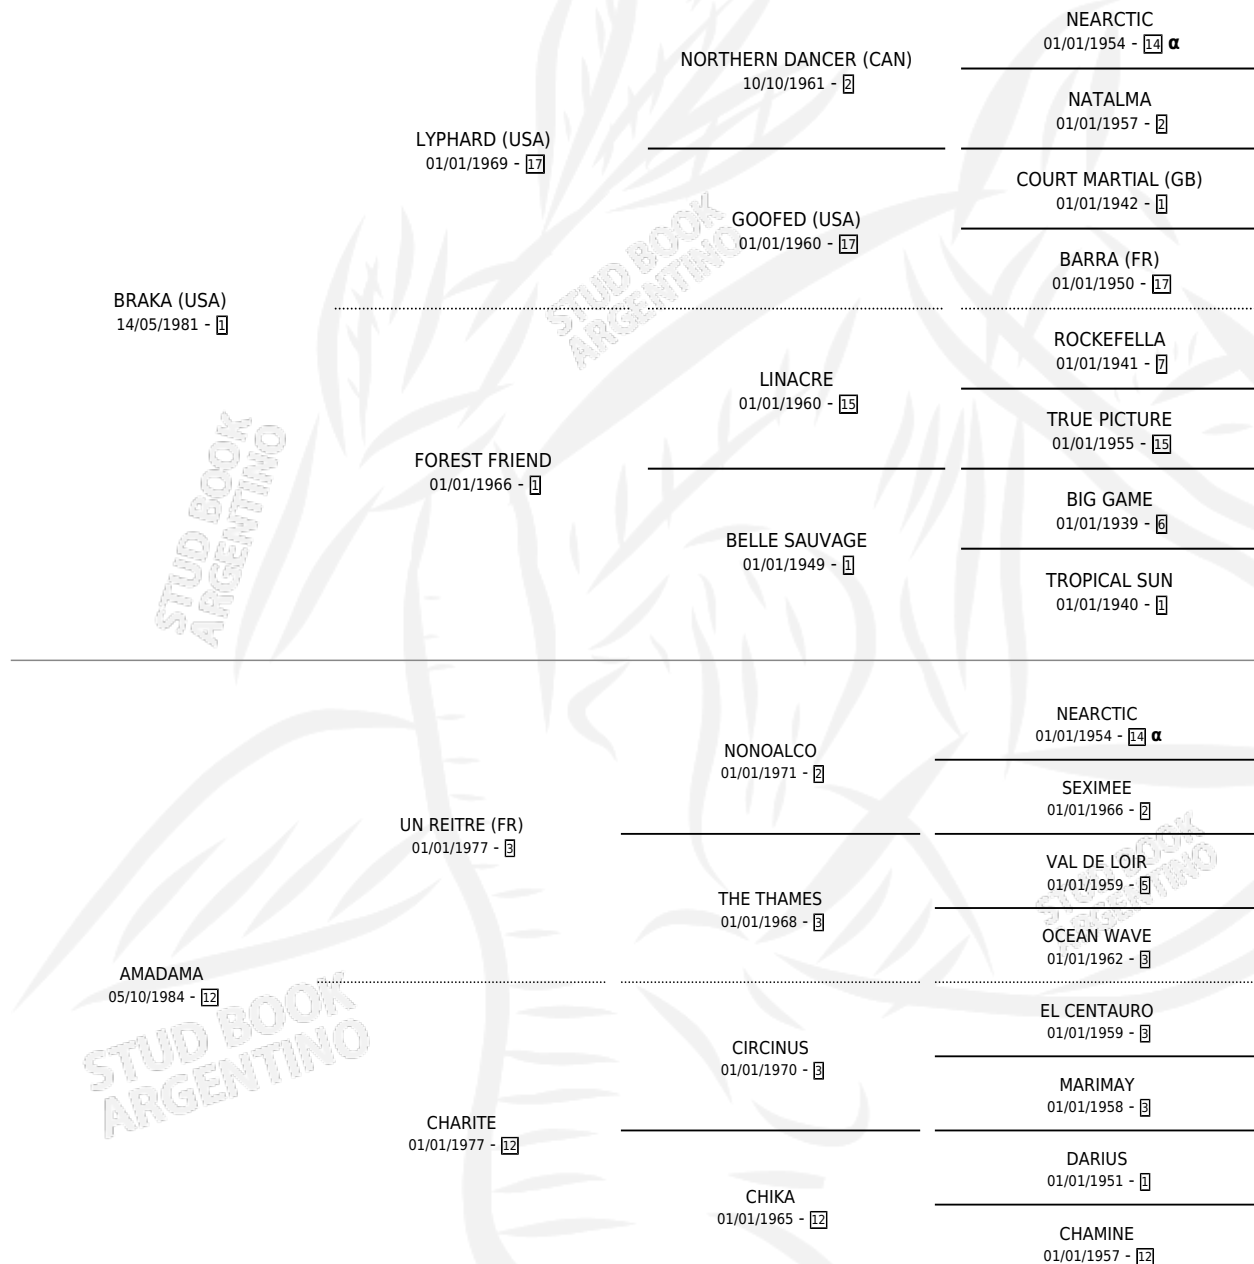 NEARCTIC
01/01/1954 - 14 α
NORTHERN DANCER (CAN)
10/10/1961 - 2
NATALMA
01/01/1957 - 2
LYPHARD (USA)
01/01/1969 - 17
COURT MARTIAL (GB)
01/01/1942 - 1
GOOFED (USA)
01/01/1960 - 17
BARRA (FR)
01/01/1950 - 17
BRAKA (USA)
14/05/1981 - 1
ROCKEFELLA
01/01/1941 - 7
LINACRE
01/01/1960 - 15
TRUE PICTURE
01/01/1955 - 15
FOREST FRIEND
01/01/1966 - 1
BIG GAME
01/01/1939 - 6
BELLE SAUVAGE
01/01/1949 - 1
TROPICAL SUN
01/01/1940 - 1
NEARCTIC
01/01/1954 - 14 α
NONOALCO
01/01/1971 - 2
SEXIMEE
01/01/1966 - 2
UN REITRE (FR)
01/01/1977 - 3
VAL DE LOIR
01/01/1959 - 5
THE THAMES
01/01/1968 - 3
OCEAN WAVE
01/01/1962 - 3
AMADAMA
05/10/1984 - 12
EL CENTAURO
01/01/1959 - 3
CIRCINUS
01/01/1970 - 3
MARIMAY
01/01/1958 - 3
CHARITE
01/01/1977 - 12
DARIUS
01/01/1951 - 1
CHIKA
01/01/1965 - 12
CHAMINE
01/01/1957 - 12
STUD BOOK
ARGENTINO
STUD BOOK
ARGENTINO
STUD BOOK
ARGENTINO
STUD BOOK
ARGENTINO